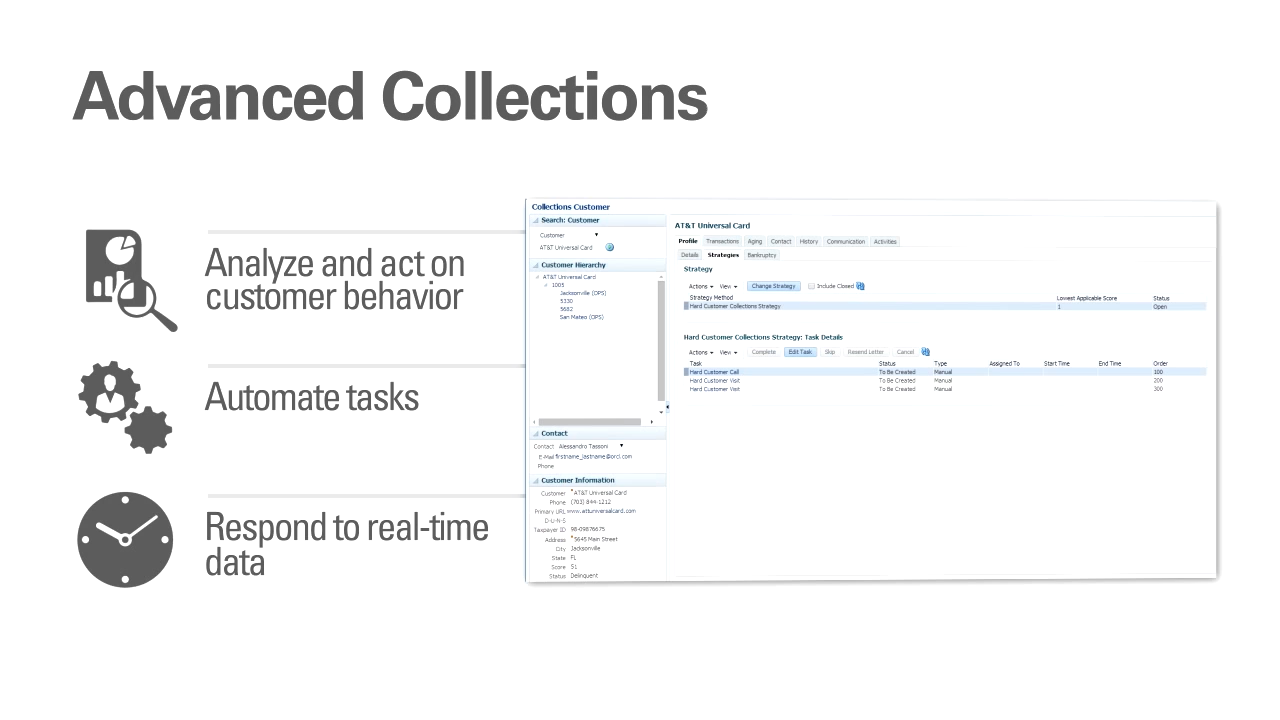 Advanced Collections
Analyze and act on
customer behavior
Automate tasks
Respond to real-time
data
Collections Customer
Search: Customer
Customer
AT&T Universal Card
Customer Hierarchy
AT&T Universal Card
1005
Jacksonville (OPS)
5330
5682
San Mateo (OPS)
Contact
Contact Alessandro Tassoni
E-Mail firstname_lastname@orcl.com
Phone
Customer Information
Customer * AT&T Universal Card
Phone (703) 844-1212
Primary URL www.attuniversalcard.com
D-U-N-S
Taxpayer ID 98-09876675
Address * 5645 Main Street
City Jacksonville
State FL
Score 51
Status Delinquent
AT&T Universal Card
Profile Transactions Aging Contact History Communication Activities
Details Strategies Bankruptcy
Strategy
Actions View Change Strategy Include Closed
Strategy Method Lowest Applicable Score Status
Hard Customer Collections Strategy 1 Open
Hard Customer Collections Strategy: Task Details
Actions View Complete Edit Task Skip Resend Letter Cancel
Task Status Type Assigned To Start Time End Time Order
Hard Customer Call To Be Created Manual 100
Hard Customer Visit To Be Created Manual 200
Hard Customer Visit To Be Created Manual 300